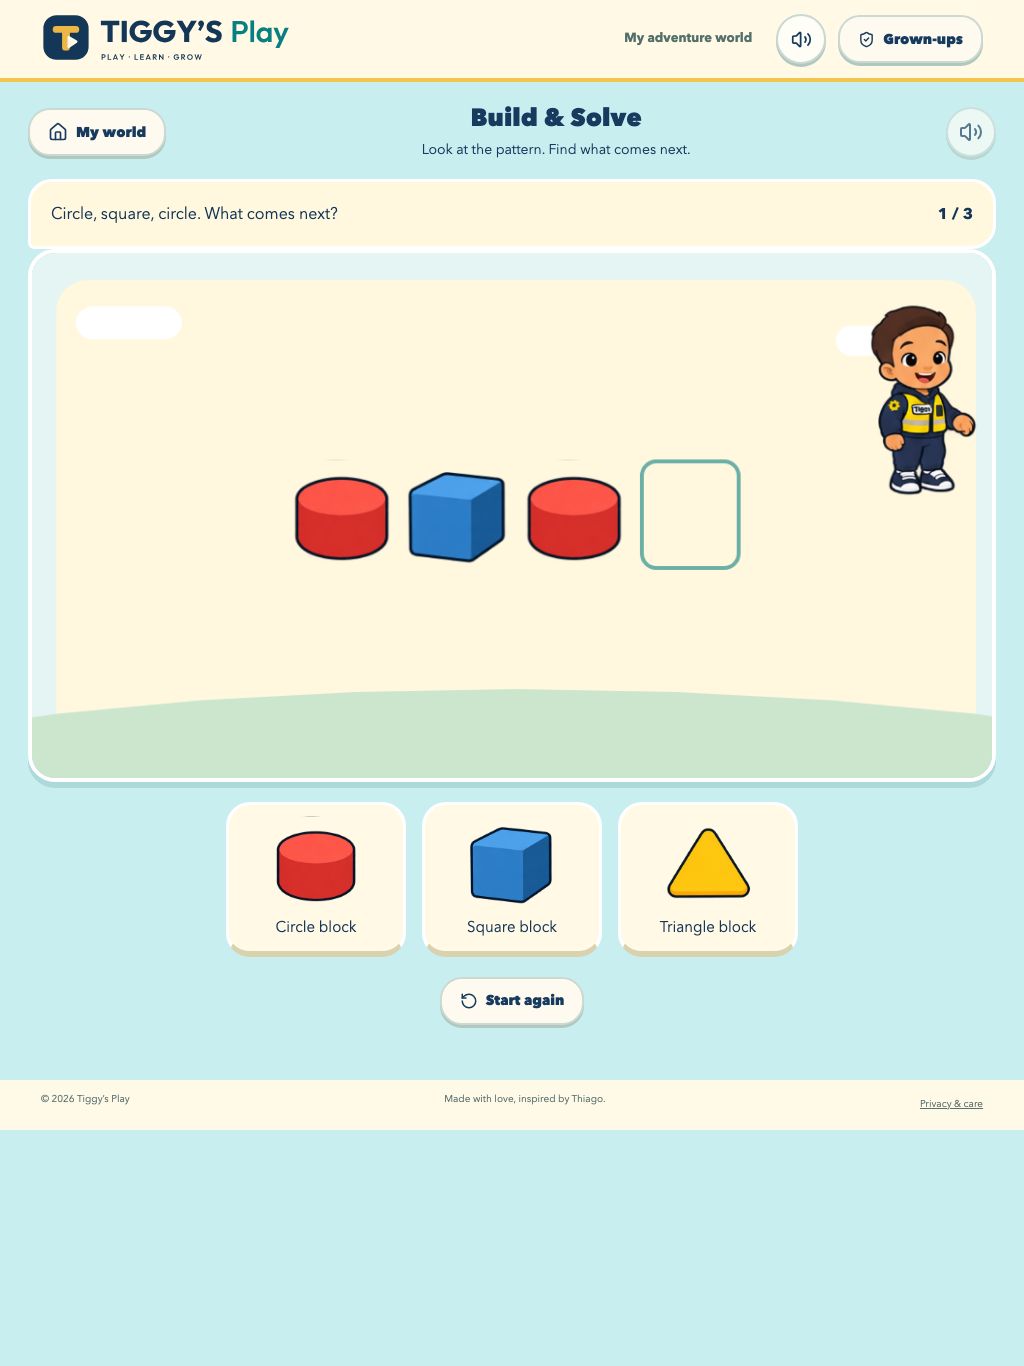 TIGGY'S Play
PLAY · LEARN · GROW
My adventure world
Grown-ups
My world
Build & Solve
Look at the pattern. Find what comes next.
Circle, square, circle. What comes next?
1 / 3
Tiggy
Circle block
Square block
Triangle block
Start again
© 2026 Tiggy's Play
Made with love, inspired by Thiago.
Privacy & care